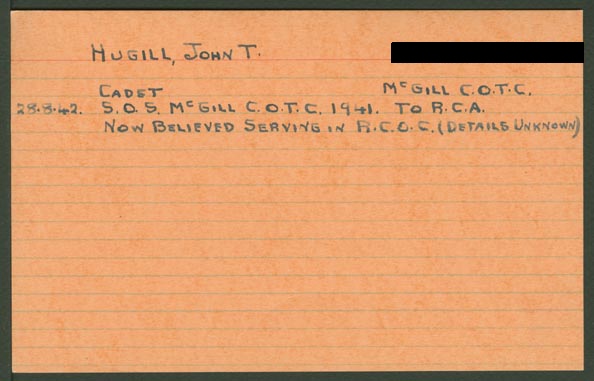 HUGILL, JOHN T.
CADET McGILL C.O.T.C.
28.8.42. S.O.S. McGILL C.O.T.C. 1941. TO R.C.A.
NOW BELIEVED SERVING IN R.C.O.C. (DETAILS UNKNOWN)